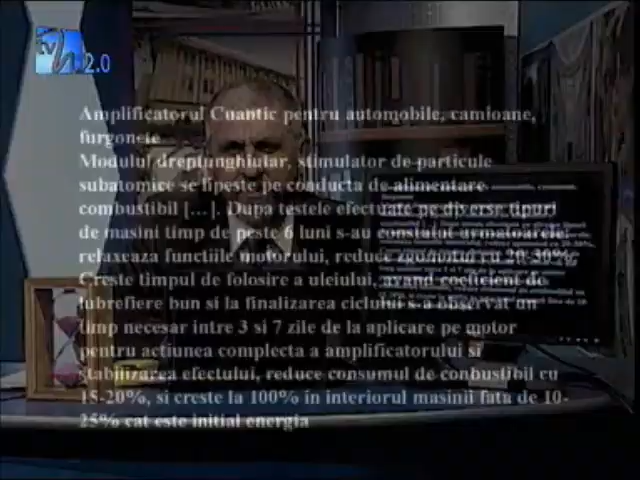 tv
2.0
Amplificatorul Cuantic pentru automobile, camioane,
furgonete
Modulul dreptunghiular, stimulator de particule
subatomice se lipeste pe conducta de alimentare
combustibil [...]. Dupa testele efectuate pe diverse tipuri
de masini timp de peste 6 luni s-au constatat urmatoarele:
relaxeaza functiile motorului, reduce zgomotul cu 20-30%.
Creste timpul de folosire a uleiului, avand coeficient de
lubrefiere bun si la finalizarea ciclului s-a observat un
timp necesar intre 3 si 7 zile de la aplicare pe motor
pentru actiunea complecta a amplificatorului si
stabilizarea efectului, reduce consumul de conbustibil cu
15-20%, si creste la 100% in interiorul masinii fata de 10-
25% cat este initial energia